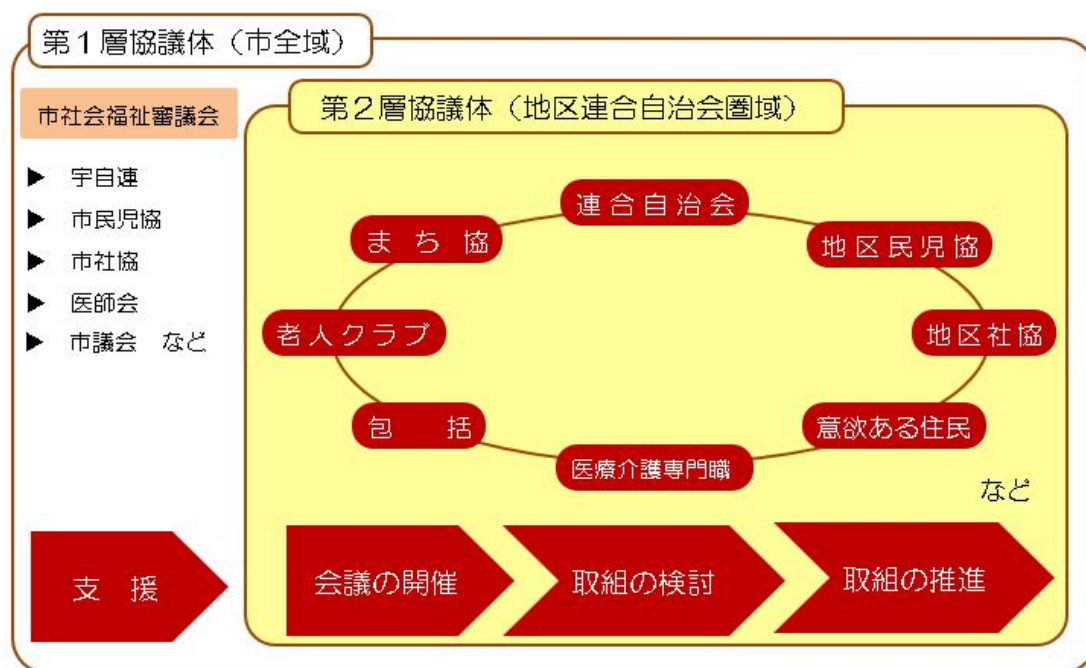 第１層協議体（市全域）
市社会福祉審議会
▶ 宇自連
▶ 市民児協
▶ 市社協
▶ 医師会
▶ 市議会　など
支　援
第２層協議体（地区連合自治会圏域）
連合自治会
まち協
地区民児協
老人クラブ
地区社協
包　括
意欲ある住民
医療介護専門職
など
会議の開催
取組の検討
取組の推進